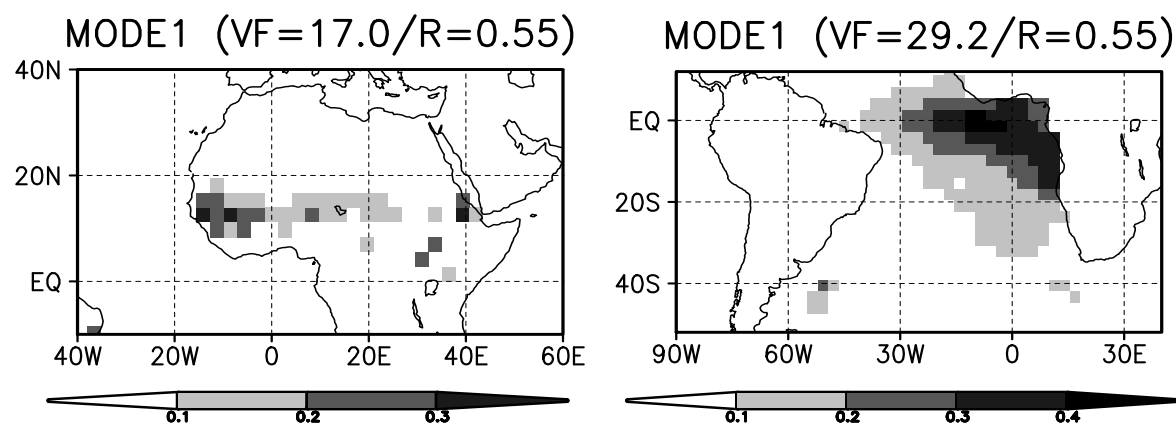 MODE1 (VF=17.0/R=0.55)
40N
20N
EQ
40W 20W 0 20E 40E 60E
0.1 0.2 0.3
MODE1 (VF=29.2/R=0.55)
EQ
20S
40S
90W 60W 30W 0 30E
0.1 0.2 0.3 0.4